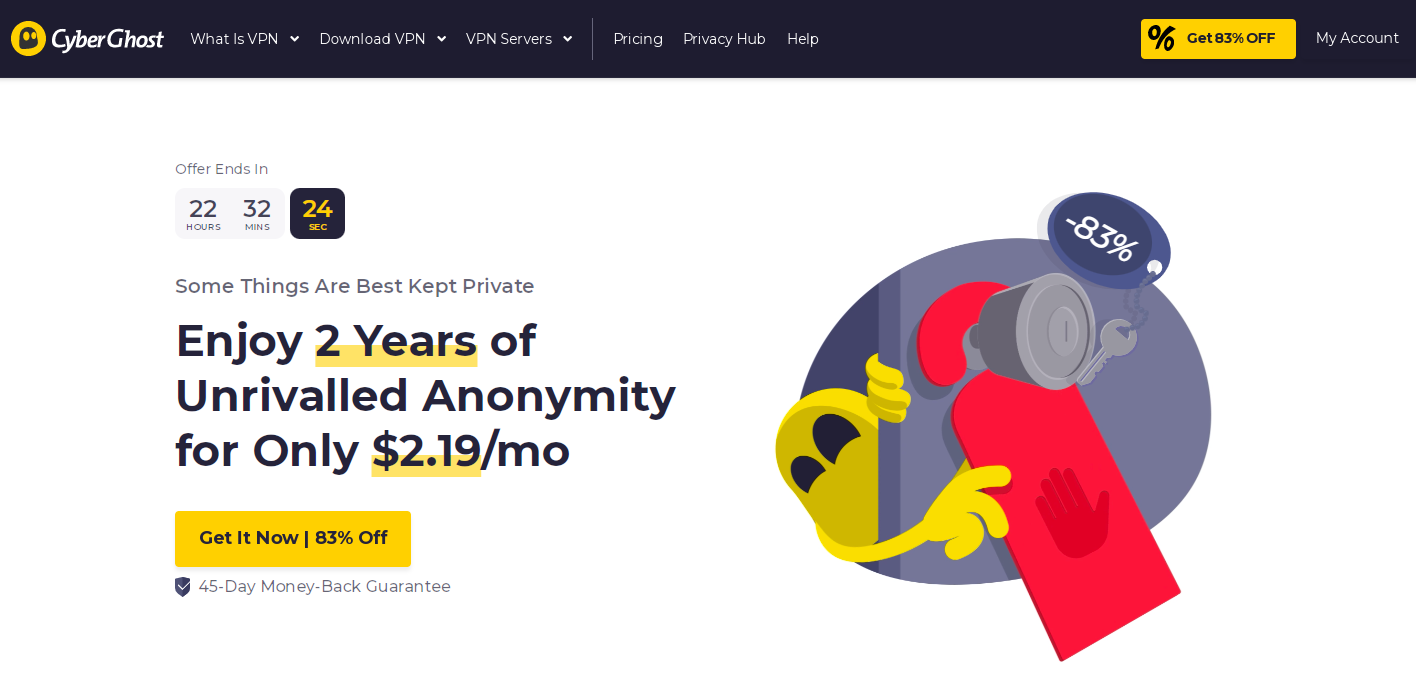 CyberGhost What Is VPN Download VPN VPN Servers Pricing Privacy Hub Help % Get 83% OFF My Account
Offer Ends In
22 32 24
HOURS MINS SEC
-83%
Some Things Are Best Kept Private
Enjoy 2 Years of
Unrivalled Anonymity
for Only $2.19/mo
Get It Now | 83% Off
45-Day Money-Back Guarantee